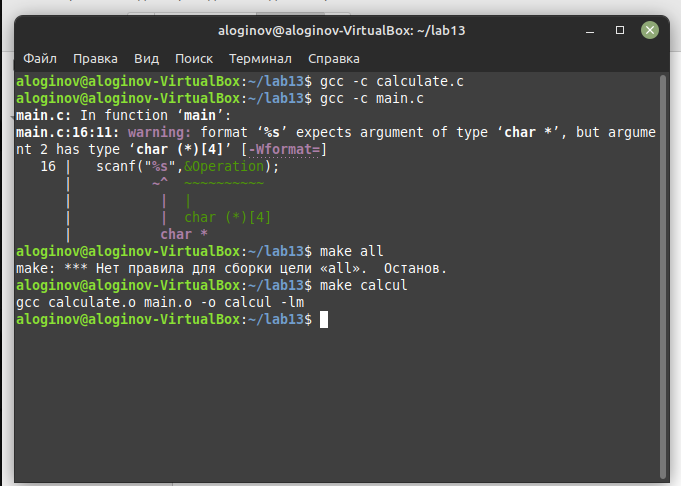 aloginov@aloginov-VirtualBox: ~/lab13
Файл Правка Вид Поиск Терминал Справка
aloginov@aloginov-VirtualBox:~/lab13$ gcc -c calculate.c
aloginov@aloginov-VirtualBox:~/lab13$ gcc -c main.c
main.c: In function ‘main’:
main.c:16:11: warning: format ‘%s’ expects argument of type ‘char *’, but argume
nt 2 has type ‘char (*)[4]’ [-Wformat=]
   16 |   scanf("%s",&Operation);
      |          ~^  ~~~~~~~~~~
      |           |  |
      |           |  char (*)[4]
      |           char *
aloginov@aloginov-VirtualBox:~/lab13$ make all
make: *** Нет правила для сборки цели «all».  Останов.
aloginov@aloginov-VirtualBox:~/lab13$ make calcul
gcc calculate.o main.o -o calcul -lm
aloginov@aloginov-VirtualBox:~/lab13$